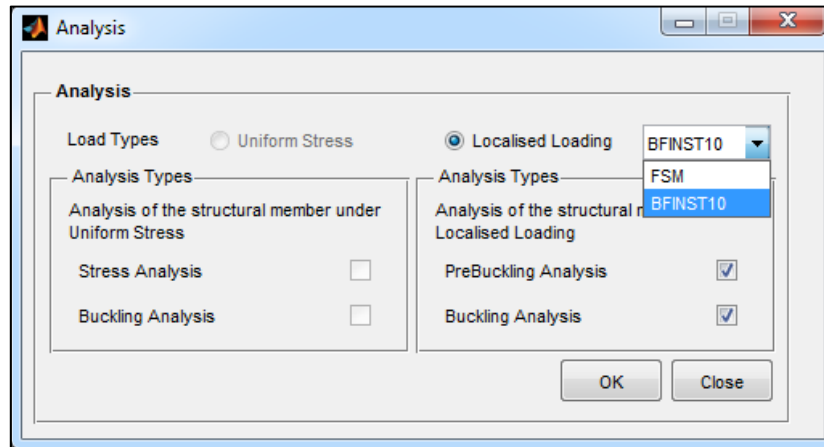 Analysis
Analysis
Load Types Uniform Stress Localised Loading BFINST10
FSM
BFINST10
Analysis Types
Analysis of the structural member under
Uniform Stress
Stress Analysis
Buckling Analysis
Analysis Types
Analysis of the structural
Localised Loading
PreBuckling Analysis
Buckling Analysis
OK Close